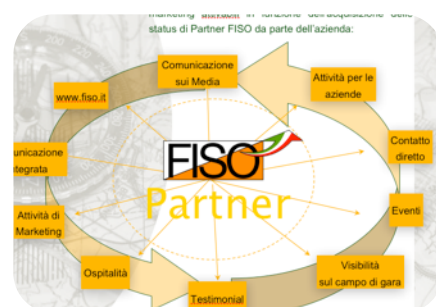 marketing attivabili in funzione dell'acquisizione dello
status di Partner FISO da parte dell'azienda:
Comunicazione
sui Media
www.fiso.it
Attività per le
aziende
unicazione
ntegrata
Contatto
diretto
FISO
Partner
Attività di
Marketing
Eventi
Ospitalità
Visibilità
sul campo di gara
Testimonial